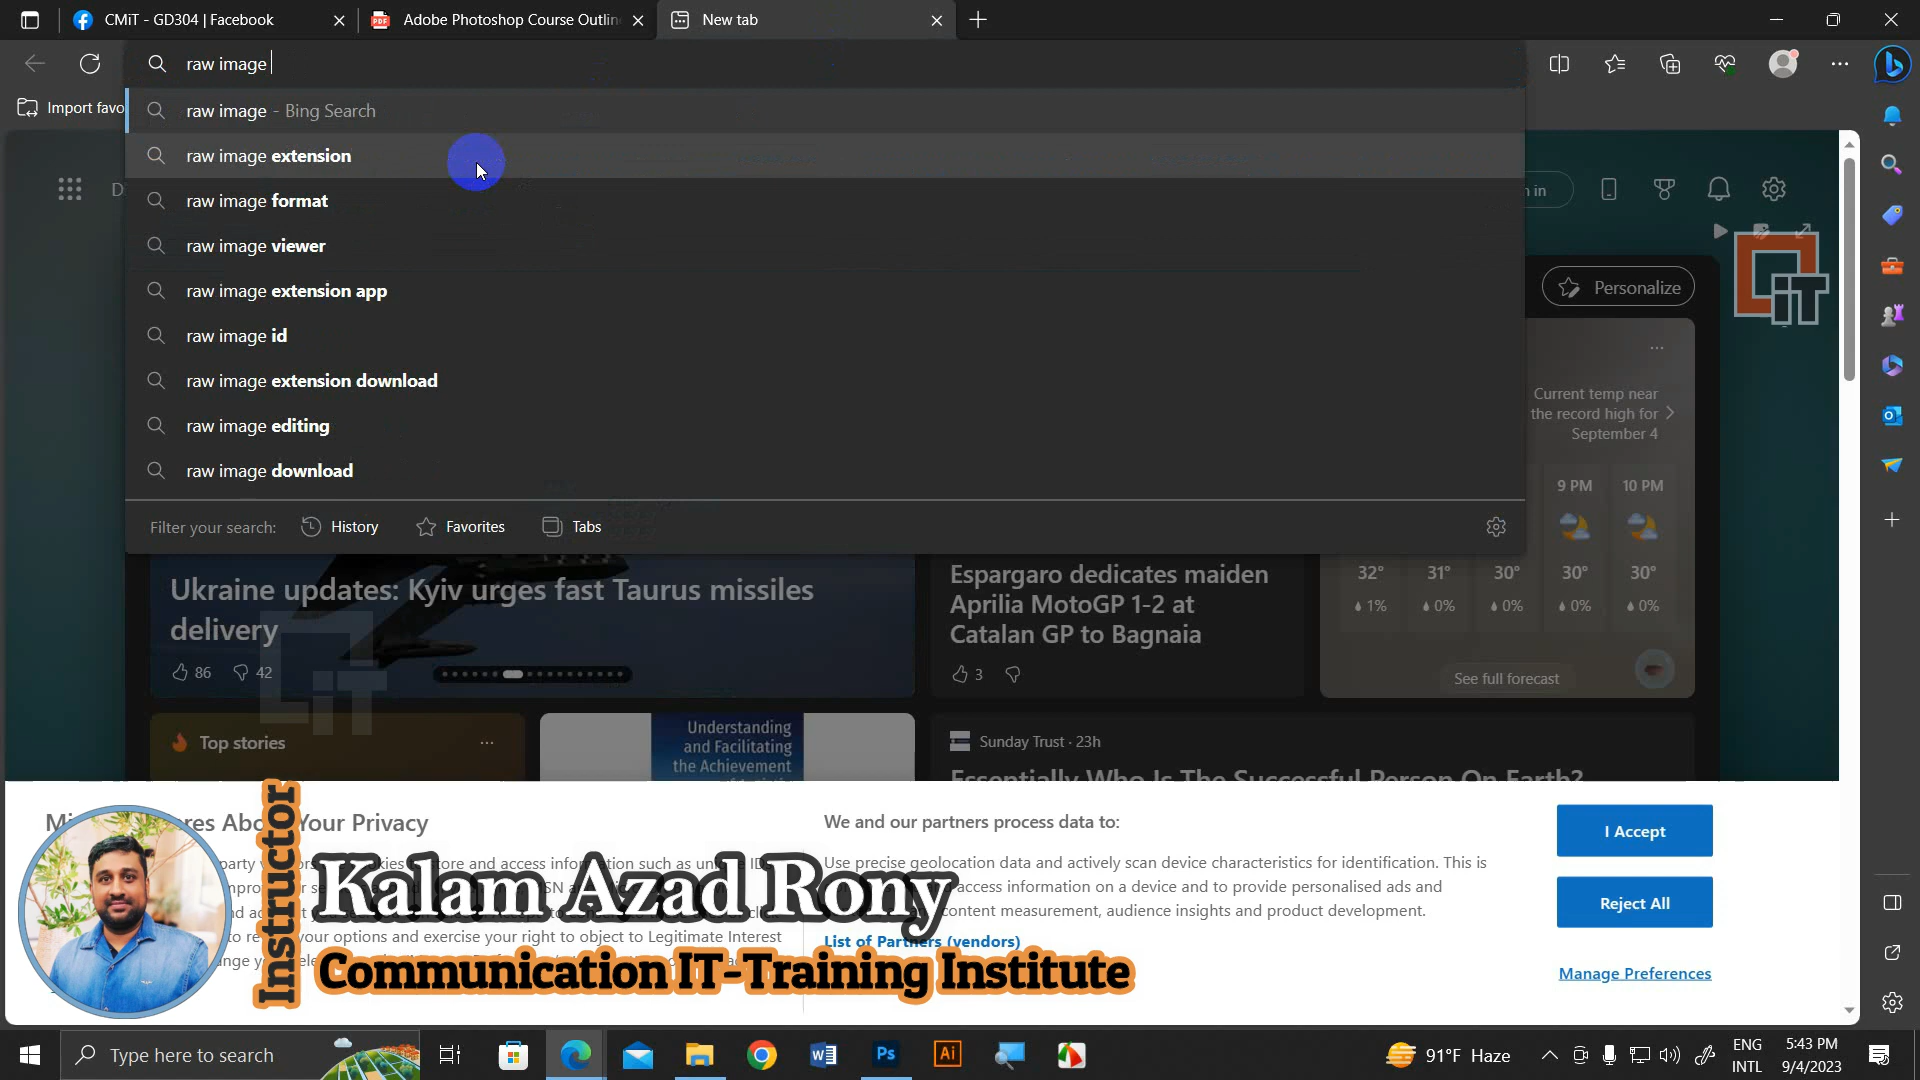 CMiT - GD304 | Facebook
Adobe Photoshop Course Outlin
New tab
raw image
Import favo
raw image - Bing Search
raw image extension
raw image format
raw image viewer
raw image extension app
raw image id
raw image extension download
raw image editing
raw image download
Filter your search:
History
Favorites
Tabs
n in
Personalize
Current temp near
the record high for
September 4
9 PM
10 PM
32°
31°
30°
30°
30°
1%
0%
0%
0%
0%
See full forecast
Ukraine updates: Kyiv urges fast Taurus missiles
delivery
86
42
Espargaro dedicates maiden
Aprilia MotoGP 1-2 at
Catalan GP to Bagnaia
3
Top stories
Understanding
and Facilitating
the Achievement
Sunday Trust · 23h
Essentially Who Is The Successful Person On Earth?
Your Privacy
We and our partners process data to:
Use precise geolocation data and actively scan device characteristics for identification. This is
access information on a device and to provide personalised ads and
content measurement, audience insights and product development.
your options and exercise your right to object to Legitimate Interest
List of Partners (vendors)
I Accept
Reject All
Manage Preferences
Instructor
Kalam Azad Rony
Communication IT-Training Institute
Type here to search
91°F Haze
ENG
INTL
5:43 PM
9/4/2023